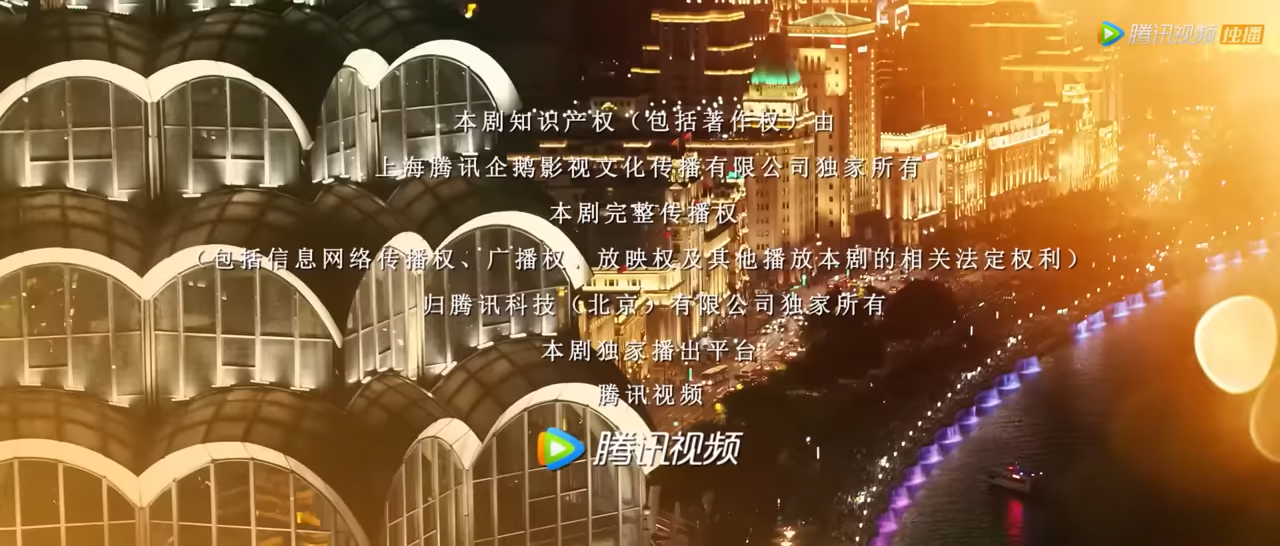 腾讯视频 独播
本剧知识产权（包括著作权）由
上海腾讯企鹅影视文化传播有限公司独家所有
本剧完整传播权
（包括信息网络传播权、广播权、放映权及其他播放本剧的相关法定权利）
归腾讯科技（北京）有限公司独家所有
本剧独家播出平台
腾讯视频
腾讯视频